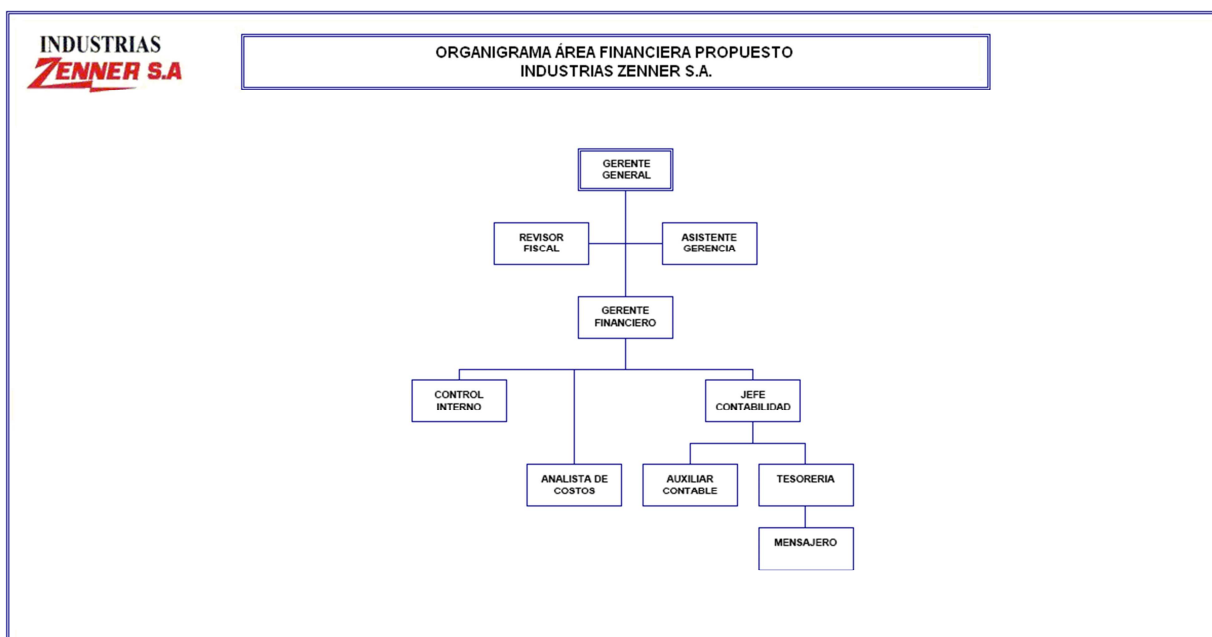 INDUSTRIAS
ZENNER S.A
ORGANIGRAMA ÁREA FINANCIERA PROPUESTO
INDUSTRIAS ZENNER S.A.
GERENTE
GENERAL
REVISOR
FISCAL
ASISTENTE
GERENCIA
GERENTE
FINANCIERO
CONTROL
INTERNO
JEFE
CONTABILIDAD
ANALISTA DE
COSTOS
AUXILIAR
CONTABLE
TESORERIA
MENSAJERO